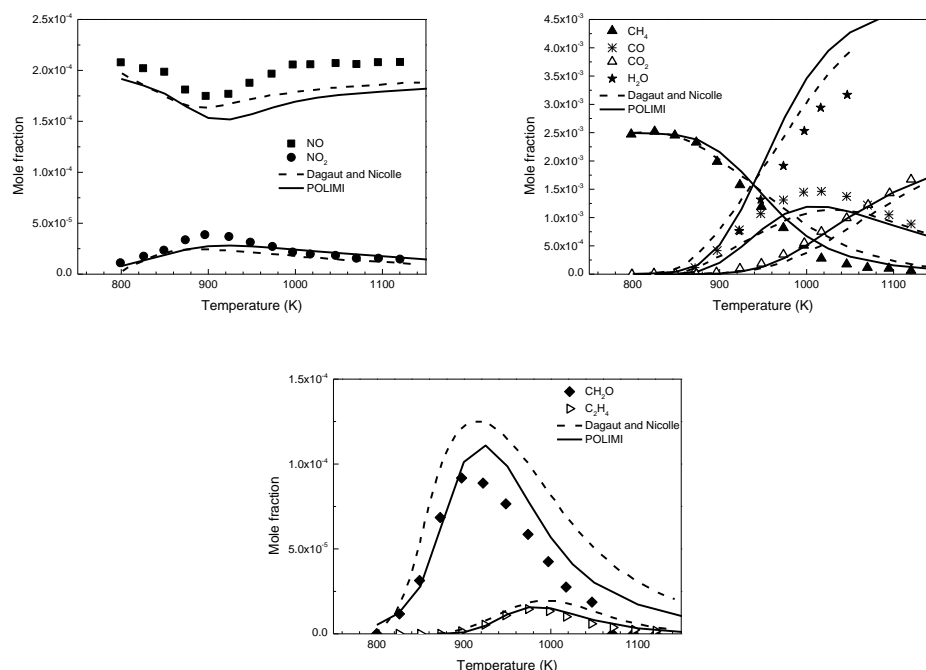 2.5x10⁻⁴
2.0x10⁻⁴
1.5x10⁻⁴
1.0x10⁻⁴
5.0x10⁻⁵
0.0
Mole fraction
NO
NO₂
Dagaut and Nicolle
POLIMI
800 900 1000 1100
Temperature (K)
4.5x10⁻³
4.0x10⁻³
3.5x10⁻³
3.0x10⁻³
2.5x10⁻³
2.0x10⁻³
1.5x10⁻³
1.0x10⁻³
5.0x10⁻⁴
0.0
Mole fraction
CH₄
CO
CO₂
H₂O
Dagaut and Nicolle
POLIMI
800 900 1000 1100
Temperature (K)
1.5x10⁻⁴
1.0x10⁻⁴
5.0x10⁻⁵
0.0
Mole fraction
CH₂O
C₂H₄
Dagaut and Nicolle
POLIMI
800 900 1000 1100
Temperature (K)